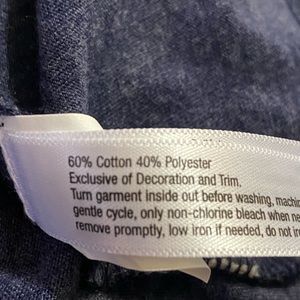 60% Cotton 40% Polyester
Exclusive of Decoration and Trim.
Turn garment inside out before washing,
gentle cycle, only non-chlorine bleach when
remove promptly, low iron if needed, do not